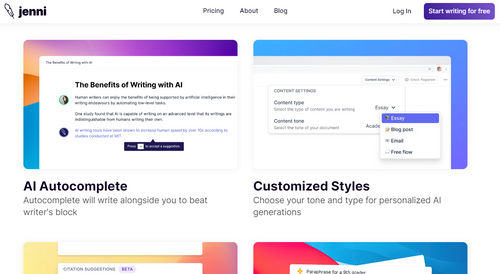 jenni
Pricing
About
Blog
Log In
Start writing for free
The Benefits of Writing with AI
The Benefits of Writing with AI
Human writers can enjoy the benefits of being supported by artificial intelligence in their
writing endeavours by automating low-level tasks.
One study found that AI is capable of writing on an advanced level that its writings are
indistinguishable from humans writing their own.
AI writing tools have been shown to increase human speed by over 10x according to
studies conducted at MIT.
Press
to accept a suggestion.
Content Settings
Check Plagiarism
CONTENT SETTINGS
Content type
Select the type of content you are writing
Essay
Content tone
Select the tone of your document
Acade
Essay
Blog post
Email
Free flow
AI Autocomplete
Autocomplete will write alongside you to beat
writer's block
Customized Styles
Choose your tone and type for personalized AI
generations
CITATION SUGGESTIONS
BETA
Paraphrase for a 9th grader